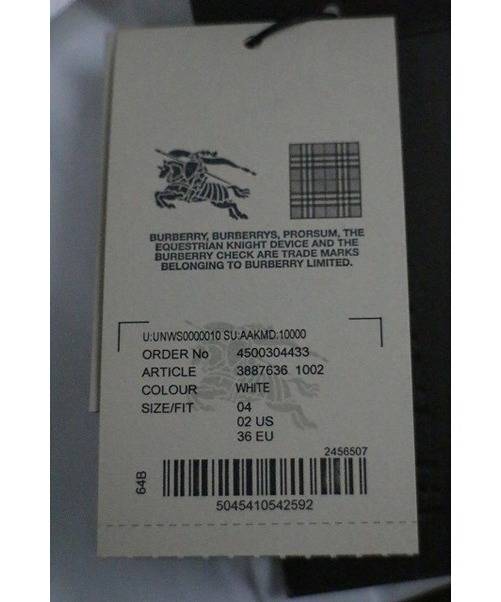 BURBERRY, BURBERRYS, PRORSUM, THE
EQUESTRIAN KNIGHT DEVICE AND THE
BURBERRY CHECK ARE TRADE MARKS
BELONGING TO BURBERRY LIMITED.
U:UNWS0000010 SU:AAKMD:10000
ORDER No 4500304433
ARTICLE 3887636 1002
COLOUR WHITE
SIZE/FIT 04
02 US
36 EU
2456507
64B
5045410542592